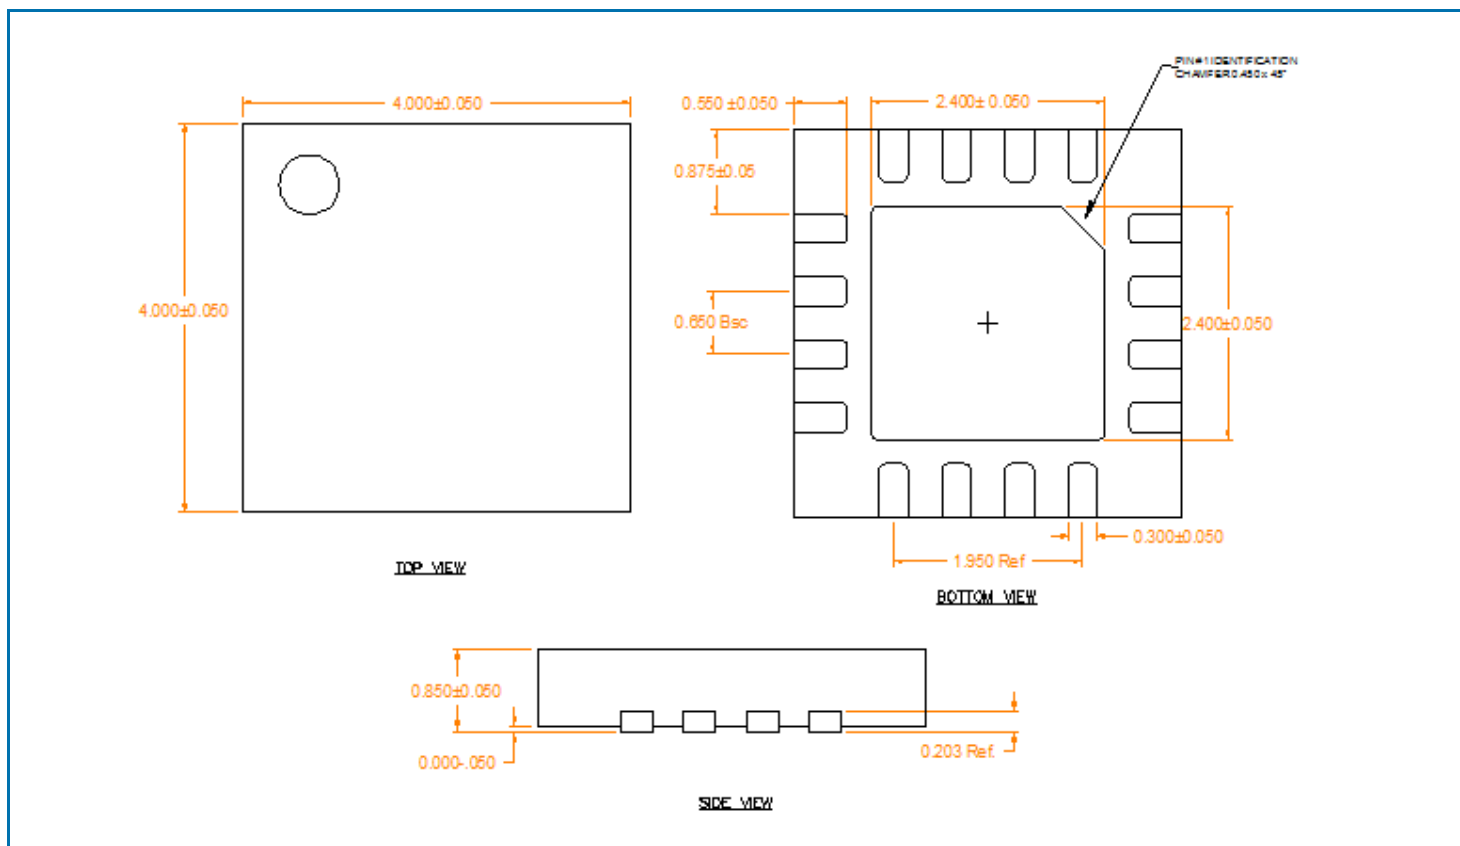 PIN#1 IDENTIFICATION
CHAMFER 0.450 x 45°
4.000±0.050
0.550 ±0.050
2.400± 0.050
0.875±0.05
4.000±0.050
0.650 Bsc
2.400±0.050
0.300±0.050
1.950 Ref
TOP VIEW
BOTTOM VIEW
0.850±0.050
0.203 Ref.
0.000-.050
SIDE VIEW